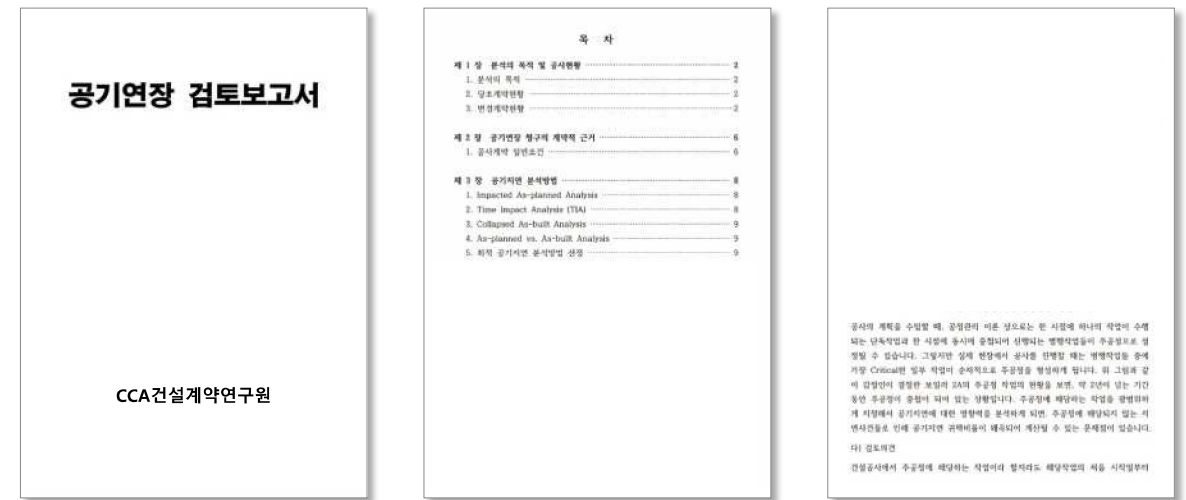 공기연장 검토보고서
CCA건설계약연구원
목 차
제 1 장 분석의 목적 및 공사현황 2
1. 분석의 목적 2
2. 당초계약현황 2
3. 변경계약현황 2
제 2 장 공기연장 청구의 계약적 근거 6
1. 공사계약 일반조건 6
제 3 장 공기지연 분석방법 8
1. Impacted As-planned Analysis 8
2. Time Impact Analysis (TIA) 8
3. Collapsed As-built Analysis 9
4. As-planned vs. As-built Analysis 9
5. 최적 공기지연 분석방법 선정 9
공사의 계획을 수립할 때, 공정관리 이론 상으로는 한 시점에 하나의 작업이 수행
되는 단독작업과 한 시점에 동시에 중첩되어 진행되는 병행작업들이 주공정으로 설
정될 수 있습니다. 그렇지만 실제 현장에서 공사를 진행할 때는 병행작업들 중에
가장 Critical한 일부 작업이 순차적으로 주공정을 형성하게 됩니다. 위 그림과 같
이 감정인이 결정한 보일러 2A의 주공정 작업의 현황을 보면, 약 2년이 넘는 기간
동안 주공정이 중첩이 되어 있는 상황입니다. 주공정에 해당하는 작업을 광범위하
게 지정해서 공기지연에 대한 영향력을 분석하게 되면, 주공정에 해당되지 않는 지
연사건들로 인해 공기지연 귀책비율이 왜곡되어 계산될 수 있는 문제점이 있습니다.
다) 검토의견
건설공사에서 주공정에 해당하는 작업이라 할지라도 해당작업의 처음 시작일부터